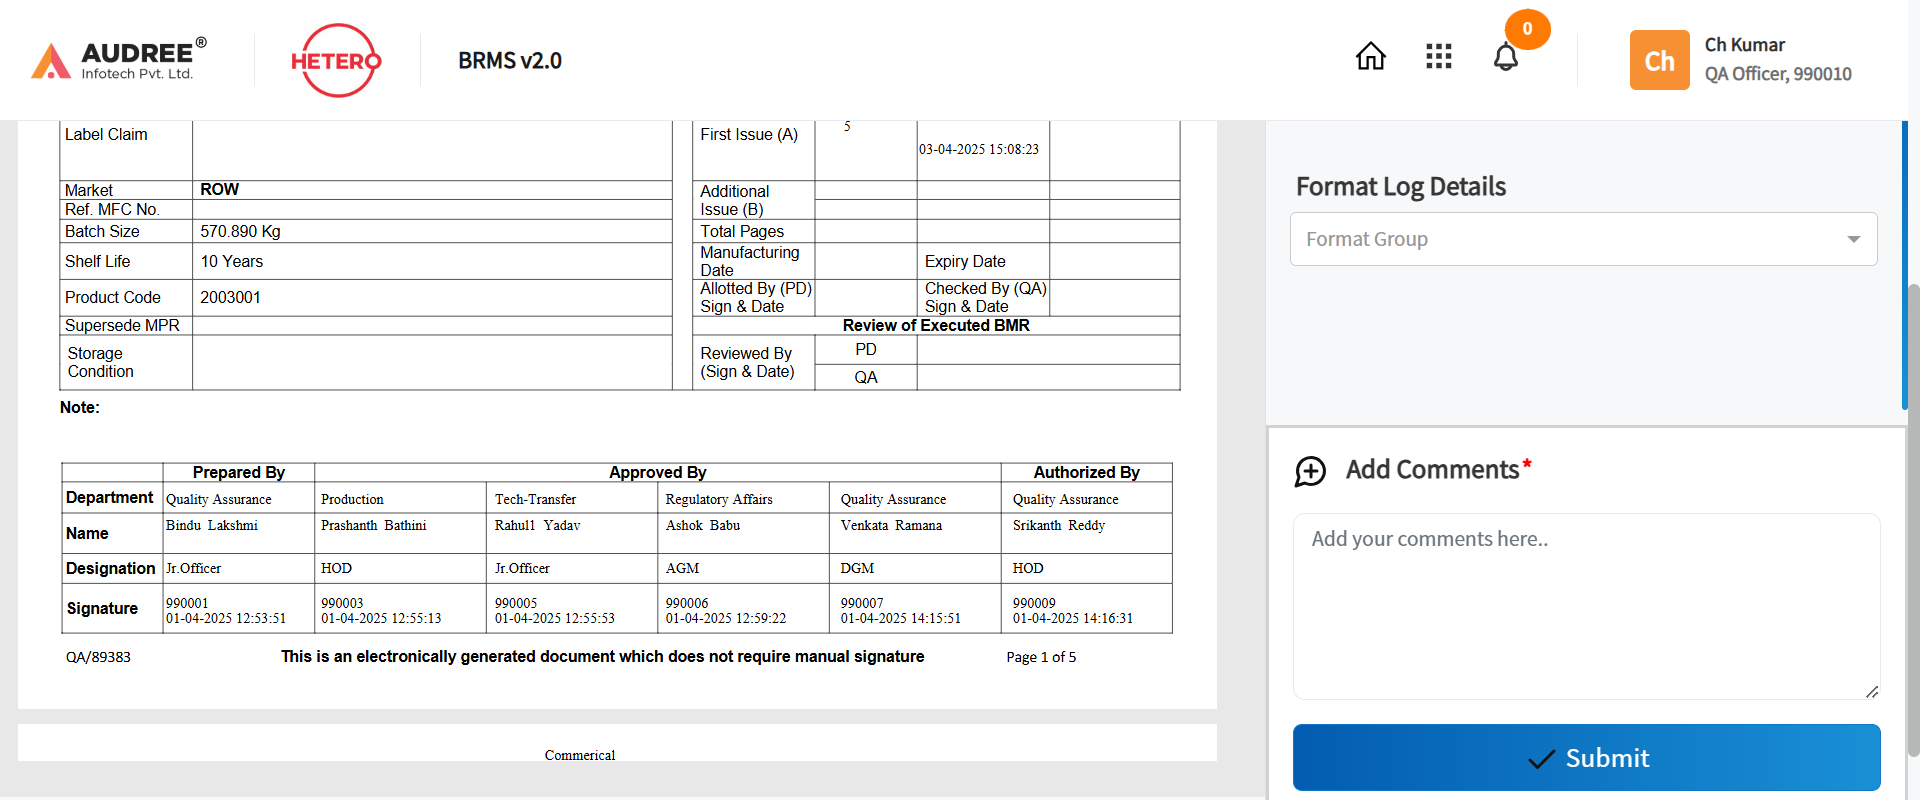 AUDREE®
Infotech Pvt. Ltd.
HETERO
BRMS v2.0
0
Ch
Ch Kumar
QA Officer, 990010
Label Claim
First Issue (A)
5
03-04-2025 15:08:23
Market
ROW
Additional
Issue (B)
Ref. MFC No.
Batch Size
570.890 Kg
Total Pages
Shelf Life
10 Years
Manufacturing
Date
Expiry Date
Product Code
2003001
Allotted By (PD)
Sign & Date
Checked By (QA)
Sign & Date
Supersede MPR
Review of Executed BMR
Storage
Condition
Reviewed By
(Sign & Date)
PD
QA
Note:
Prepared By
Approved By
Authorized By
Department
Quality Assurance
Production
Tech-Transfer
Regulatory Affairs
Quality Assurance
Quality Assurance
Name
Bindu Lakshmi
Prashanth Bathini
Rahul1 Yadav
Ashok Babu
Venkata Ramana
Srikanth Reddy
Designation
Jr.Officer
HOD
Jr.Officer
AGM
DGM
HOD
Signature
990001
01-04-2025 12:53:51
990003
01-04-2025 12:55:13
990005
01-04-2025 12:55:53
990006
01-04-2025 12:59:22
990007
01-04-2025 14:15:51
990009
01-04-2025 14:16:31
QA/89383
This is an electronically generated document which does not require manual signature
Page 1 of 5
Commerical
Format Log Details
Format Group
Add Comments*
Add your comments here..
Submit